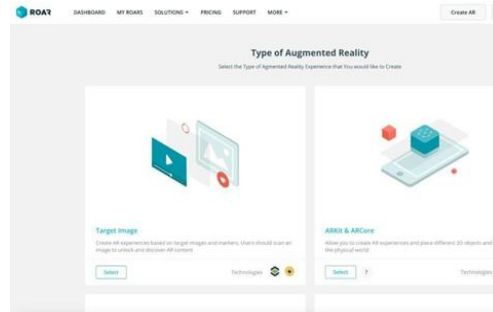 ROAR
DASHBOARD MY ROARS SOLUTIONS PRICING SUPPORT MORE Create AR
Type of Augmented Reality
Select the Type of Agmented Reality Experience that You would like to Create
Target Image
Create AR experiences based on target images and markers. Users should scan an
image to unlock and discover AR content
Select Technologies
ARKit & ARCore
Allow you to create AR experiences and place different 3D objects and
the physical world
Select ? Technologies